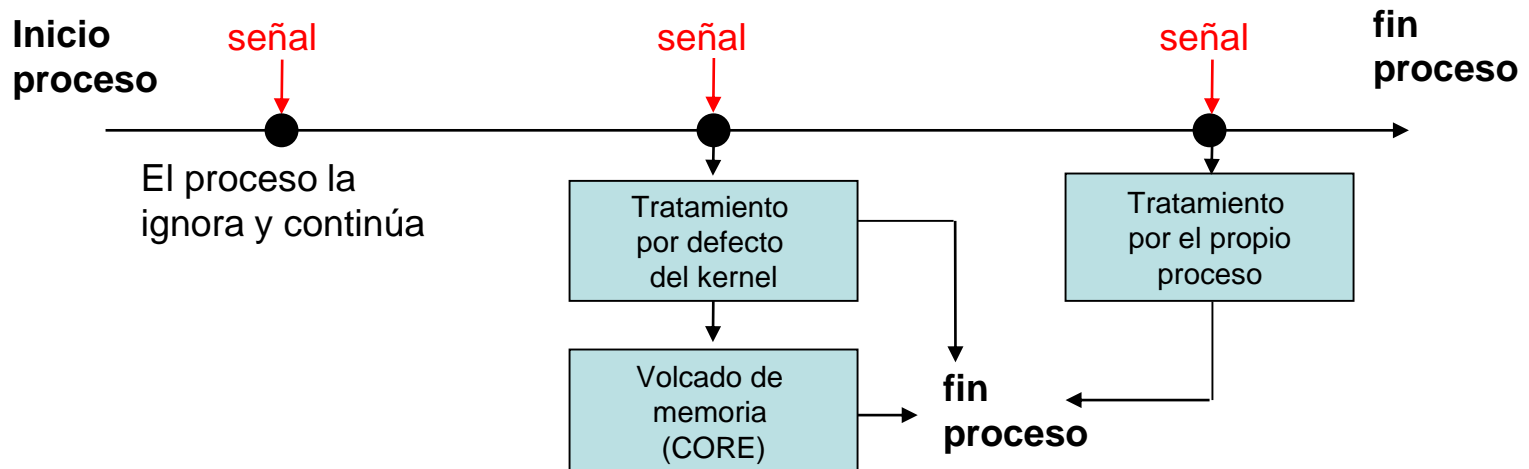 Inicio
proceso
señal
señal
señal
fin
proceso
El proceso la
ignora y continúa
Tratamiento
por defecto
del kernel
Tratamiento
por el propio
proceso
Volcado de
memoria
(CORE)
fin
proceso